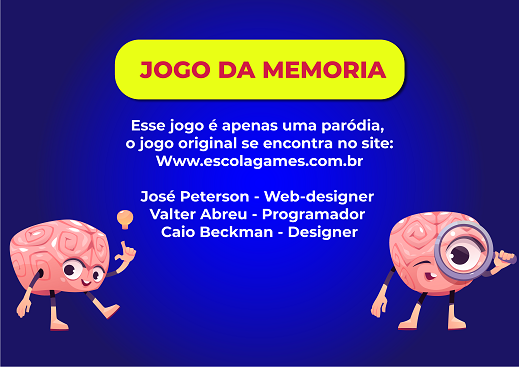 JOGO DA MEMORIA
Esse jogo é apenas uma paródia,
o jogo original se encontra no site:
Www.escolagames.com.br
José Peterson - Web-designer
Valter Abreu - Programador
Caio Beckman - Designer